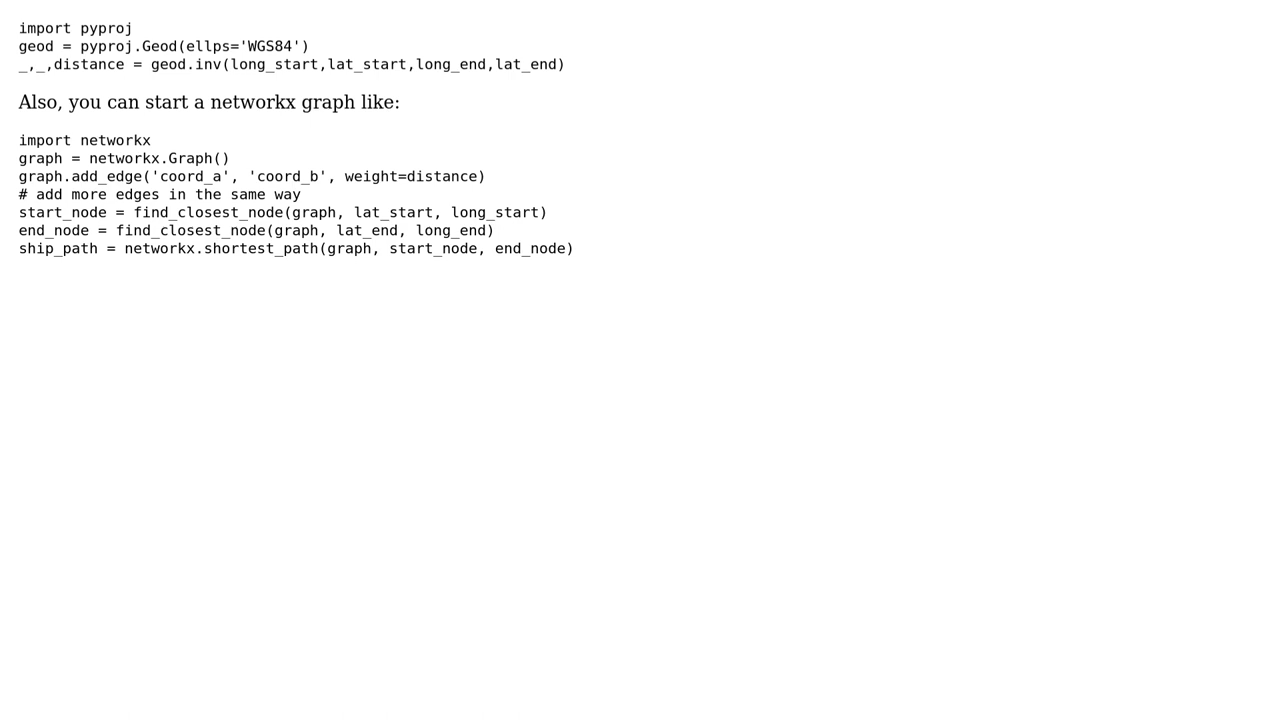 import pyproj
geod = pyproj.Geod(ellps='WGS84')
_,_,distance = geod.inv(long_start,lat_start,long_end,lat_end)
Also, you can start a networkx graph like:
import networkx
graph = networkx.Graph()
graph.add_edge('coord_a', 'coord_b', weight=distance)
# add more edges in the same way
start_node = find_closest_node(graph, lat_start, long_start)
end_node = find_closest_node(graph, lat_end, long_end)
ship_path = networkx.shortest_path(graph, start_node, end_node)